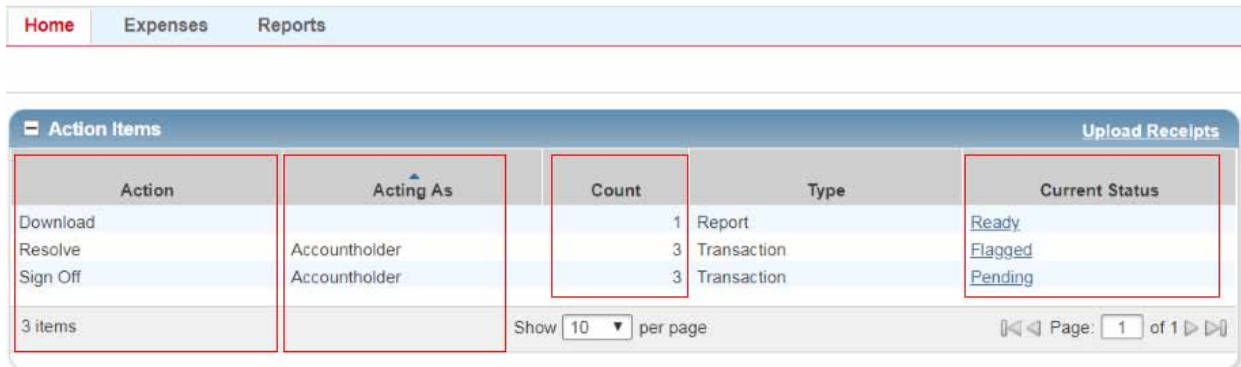 Home Expenses Reports
Action Items Upload Receipts
Action Acting As Count Type Current Status
Download 1 Report Ready
Resolve Accountholder 3 Transaction Flagged
Sign Off Accountholder 3 Transaction Pending
3 items Show 10 per page Page: 1 of 1